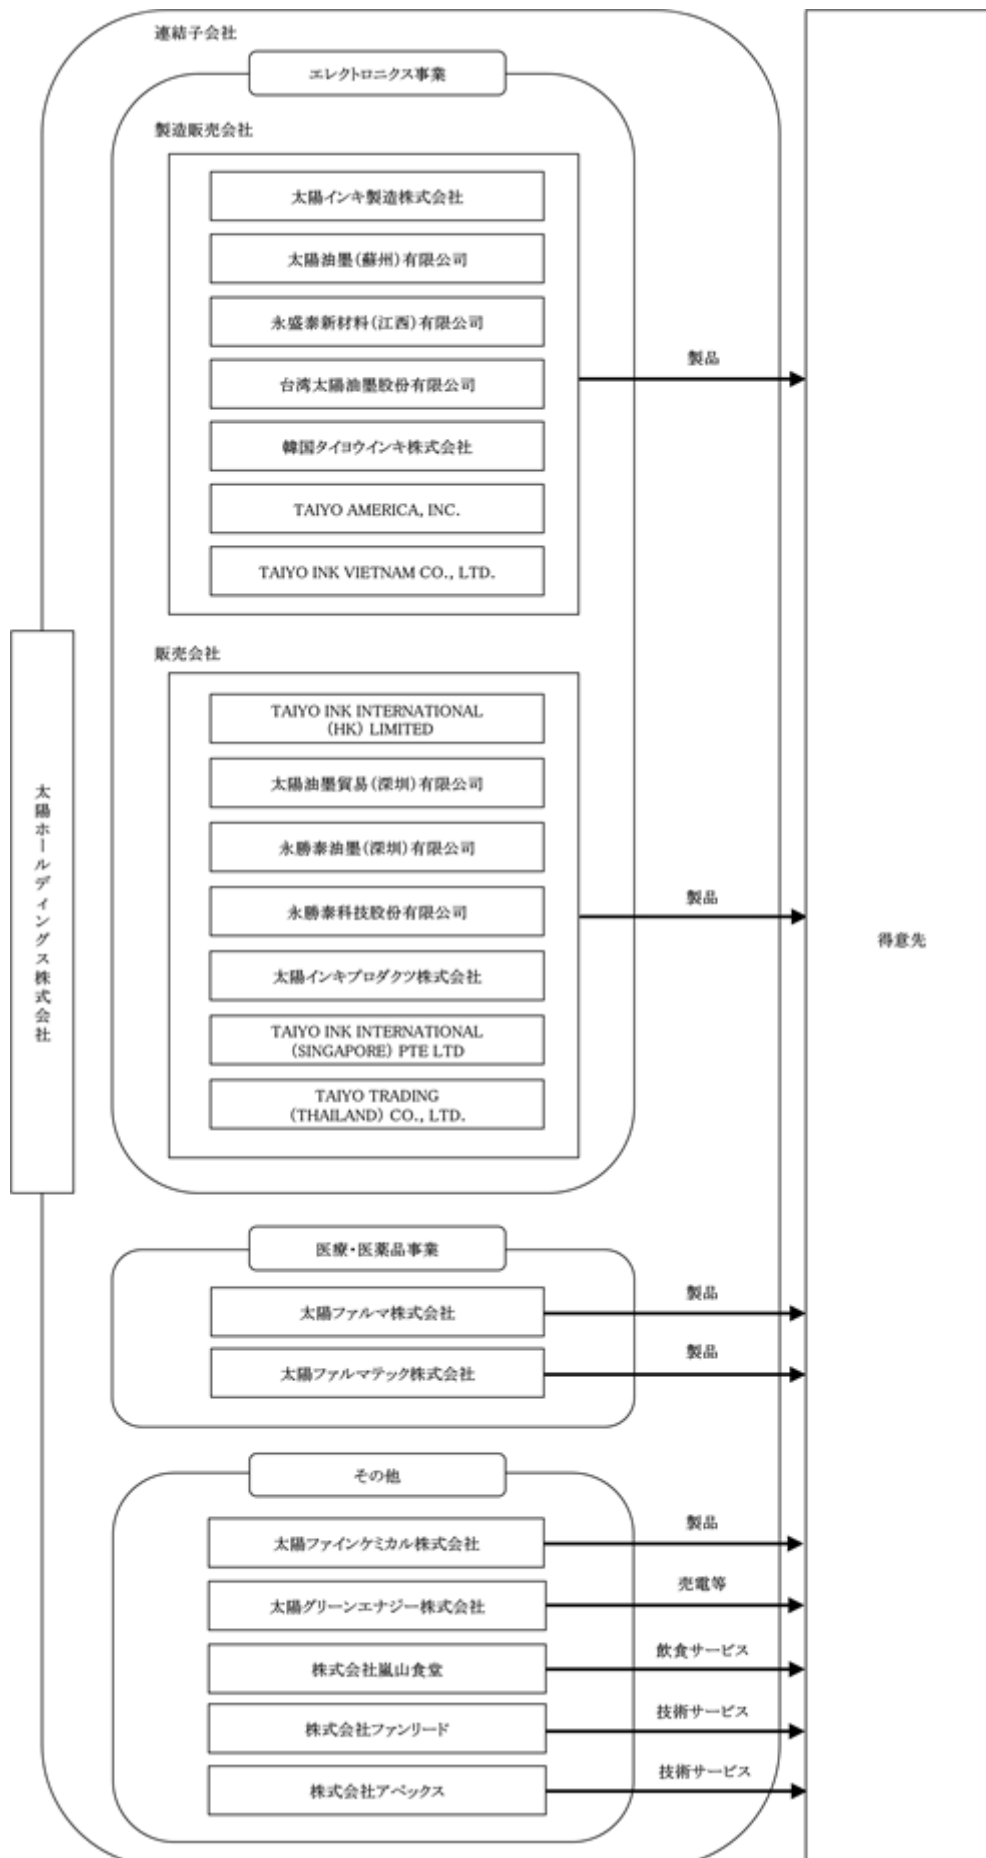 連結子会社
エレクトロニクス事業
製造販売会社
太陽インキ製造株式会社
太陽油墨(蘇州)有限公司
永盛泰新材料(江西)有限公司
製品
台湾太陽油墨股份有限公司
韓国タイヨウインキ株式会社
TAIYO AMERICA, INC.
TAIYO INK VIETNAM CO., LTD.
販売会社
TAIYO INK INTERNATIONAL
(HK) LIMITED
太陽油墨貿易(深圳)有限公司
永勝泰油墨(深圳)有限公司
製品
永勝泰科技股份有限公司
太陽インキプロダクツ株式会社
TAIYO INK INTERNATIONAL
(SINGAPORE) PTE LTD
TAIYO TRADING
(THAILAND) CO., LTD.
太陽ホールディングス株式会社
得意先
医療・医薬品事業
太陽ファルマ株式会社
製品
太陽ファルマテック株式会社
製品
その他
太陽ファインケミカル株式会社
製品
太陽グリーンエナジー株式会社
売電等
株式会社嵐山食堂
飲食サービス
株式会社ファンリード
技術サービス
株式会社アペックス
技術サービス